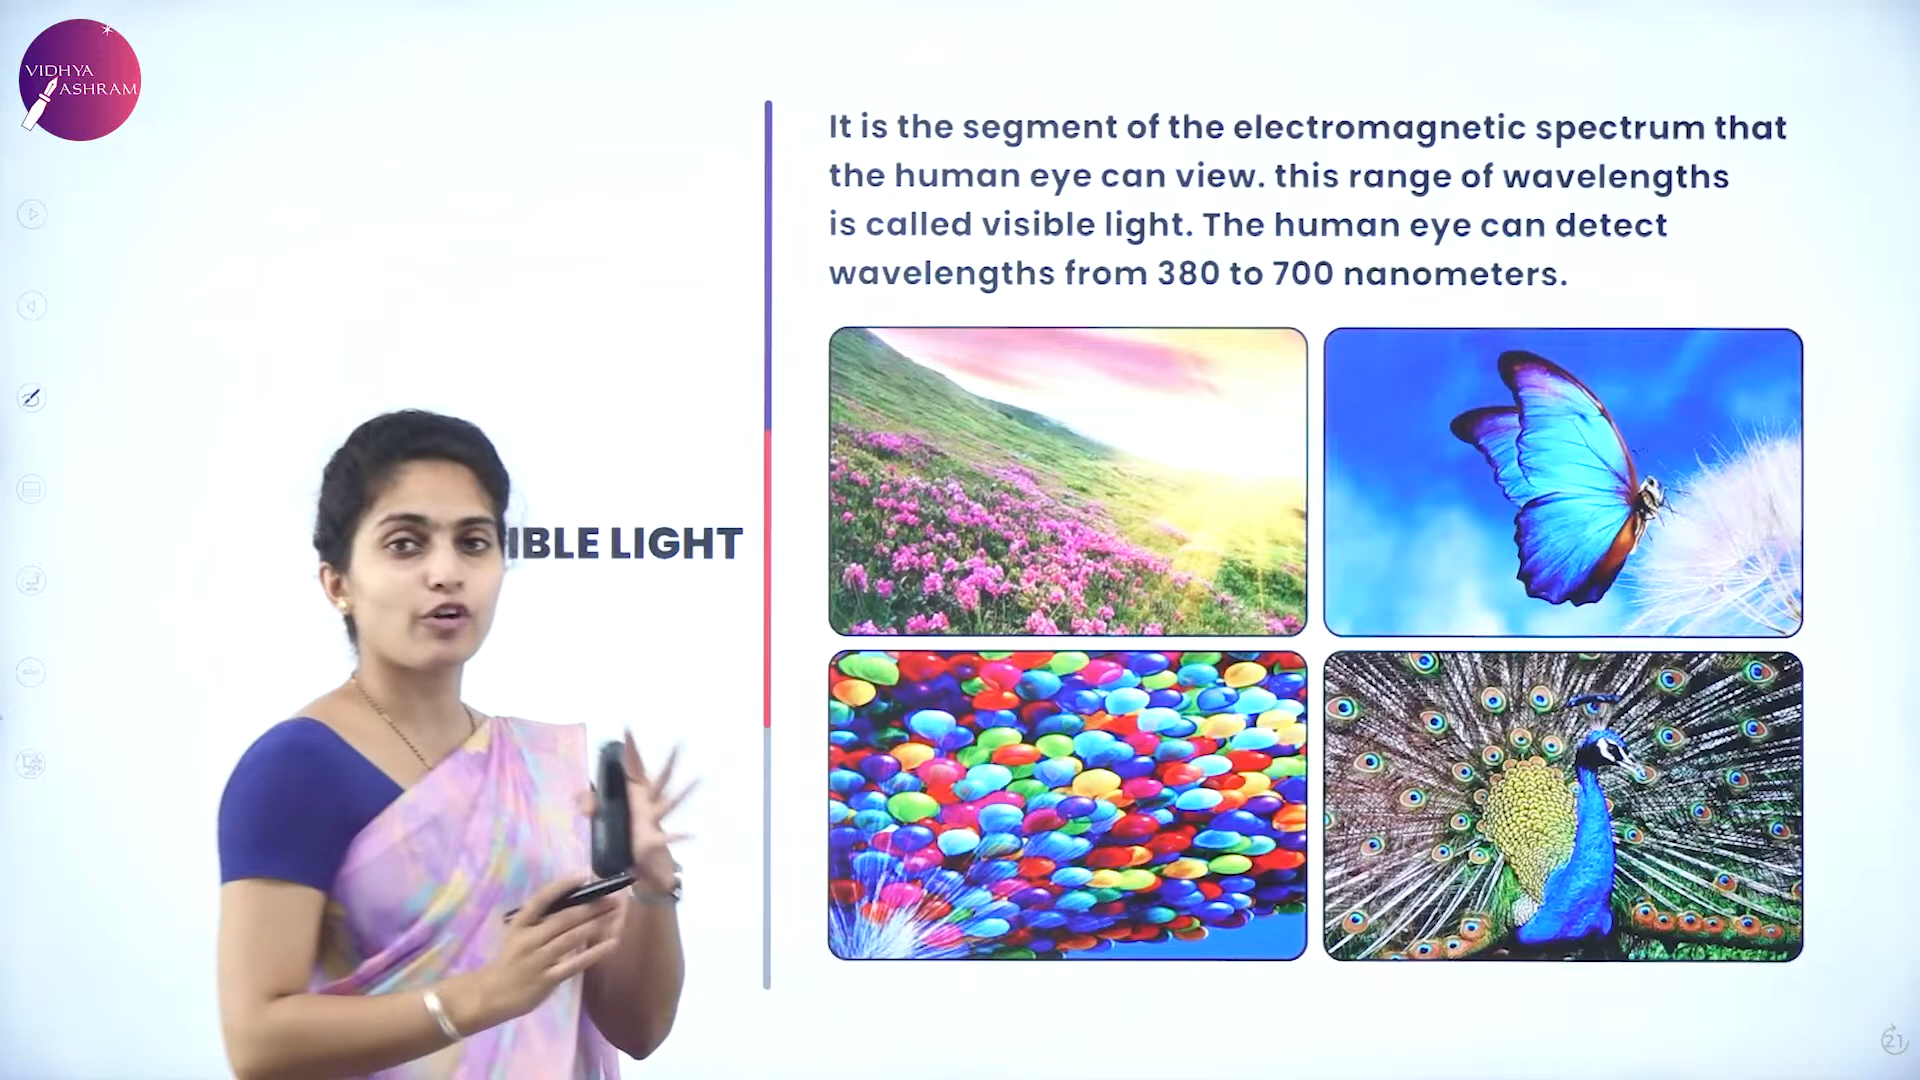 VIDHYA
ASHRAM
It is the segment of the electromagnetic spectrum that
the human eye can view. this range of wavelengths
is called visible light. The human eye can detect
wavelengths from 380 to 700 nanometers.
IBLE LIGHT
21